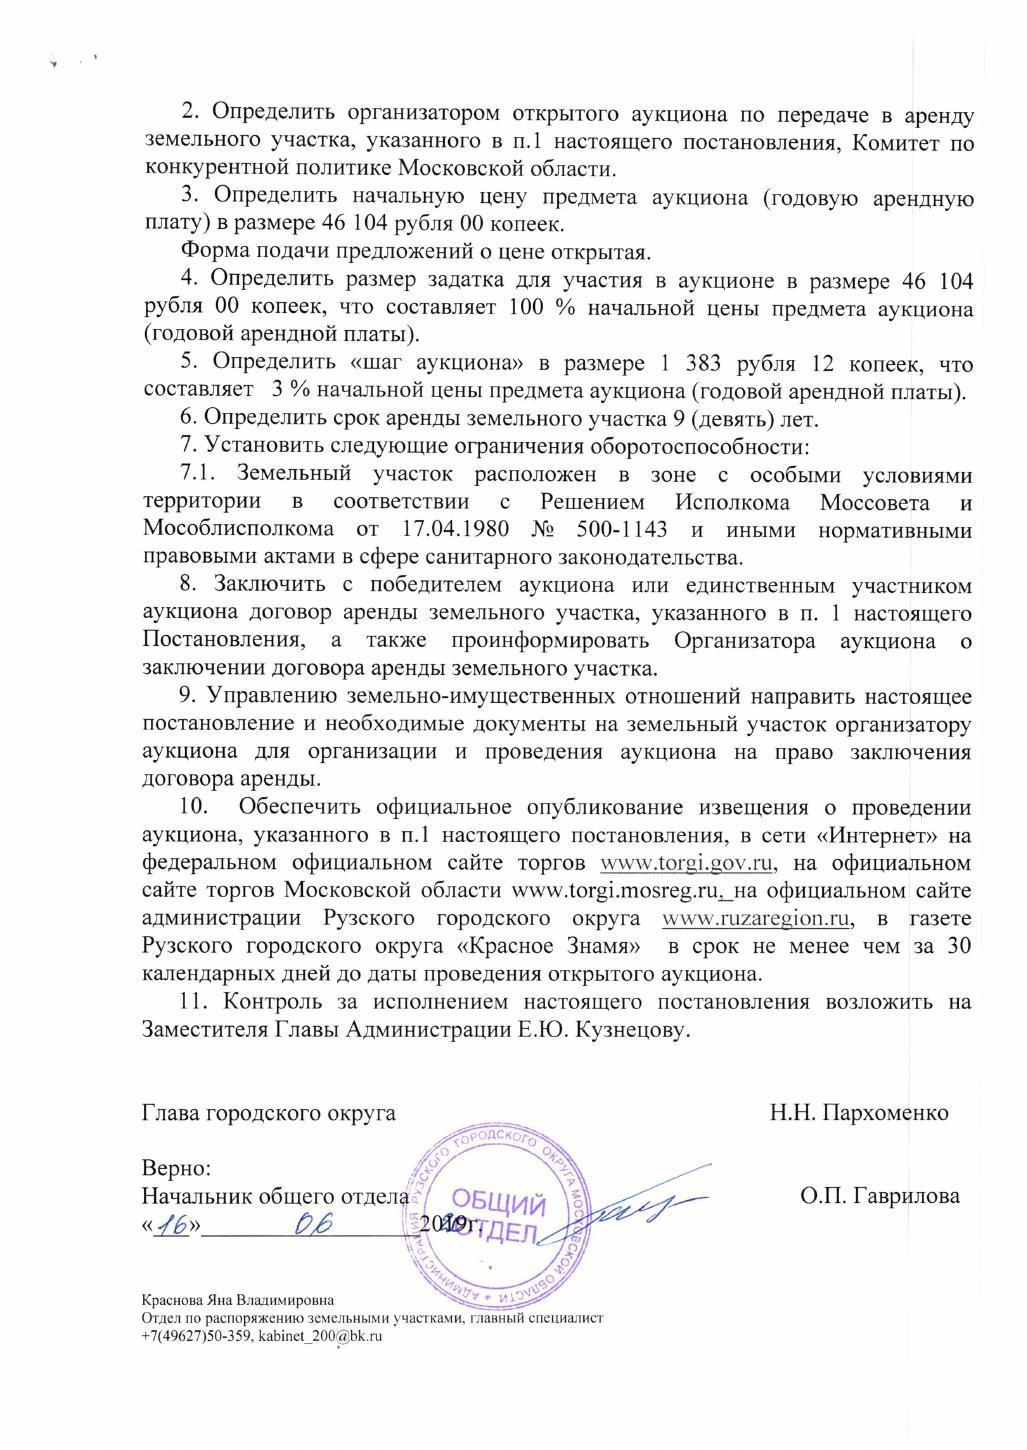 2. Определить организатором открытого аукциона по передаче в аренду
земельного участка, указанного в п.1 настоящего постановления, Комитет по
конкурентной политике Московской области.
3. Определить начальную цену предмета аукциона (годовую арендную
плату) в размере 46 104 рубля 00 копеек.
Форма подачи предложений о цене открытая.
4. Определить размер задатка для участия в аукционе в размере 46 104
рубля 00 копеек, что составляет 100 % начальной цены предмета аукциона
(годовой арендной платы).
5. Определить «шаг аукциона» в размере 1 383 рубля 12 копеек, что
составляет 3 % начальной цены предмета аукциона (годовой арендной платы).
6. Определить срок аренды земельного участка 9 (девять) лет.
7. Установить следующие ограничения оборотоспособности:
7.1. Земельный участок расположен в зоне с особыми условиями
территории в соответствии с Решением Исполкома Моссовета и
Мособлисполкома от 17.04.1980 № 500-1143 и иными нормативными
правовыми актами в сфере санитарного законодательства.
8. Заключить с победителем аукциона или единственным участником
аукциона договор аренды земельного участка, указанного в п. 1 настоящего
Постановления, а также проинформировать Организатора аукциона о
заключении договора аренды земельного участка.
9. Управлению земельно-имущественных отношений направить настоящее
постановление и необходимые документы на земельный участок организатору
аукциона для организации и проведения аукциона на право заключения
договора аренды.
10. Обеспечить официальное опубликование извещения о проведении
аукциона, указанного в п.1 настоящего постановления, в сети «Интернет» на
федеральном официальном сайте торгов www.torgi.gov.ru, на официальном
сайте торгов Московской области www.torgi.mosreg.ru, на официальном сайте
администрации Рузского городского округа www.ruzaregion.ru, в газете
Рузского городского округа «Красное Знамя» в срок не менее чем за 30
календарных дней до даты проведения открытого аукциона.
11. Контроль за исполнением настоящего постановления возложить на
Заместителя Главы Администрации Е.Ю. Кузнецову.
Глава городского округа Н.Н. Пархоменко
Верно:
Начальник общего отдела О.П. Гаврилова
«16» 06 г.
АДМИНИСТРАЦИЯ РУЗСКОГО ГОРОДСКОГО ОКРУГА МОСКОВСКОЙ ОБЛАСТИ *
ОБЩИЙ
ОТДЕЛ
Краснова Яна Владимировна
Отдел по распоряжению земельными участками, главный специалист
+7(49627)50-359, kabinet_200@bk.ru